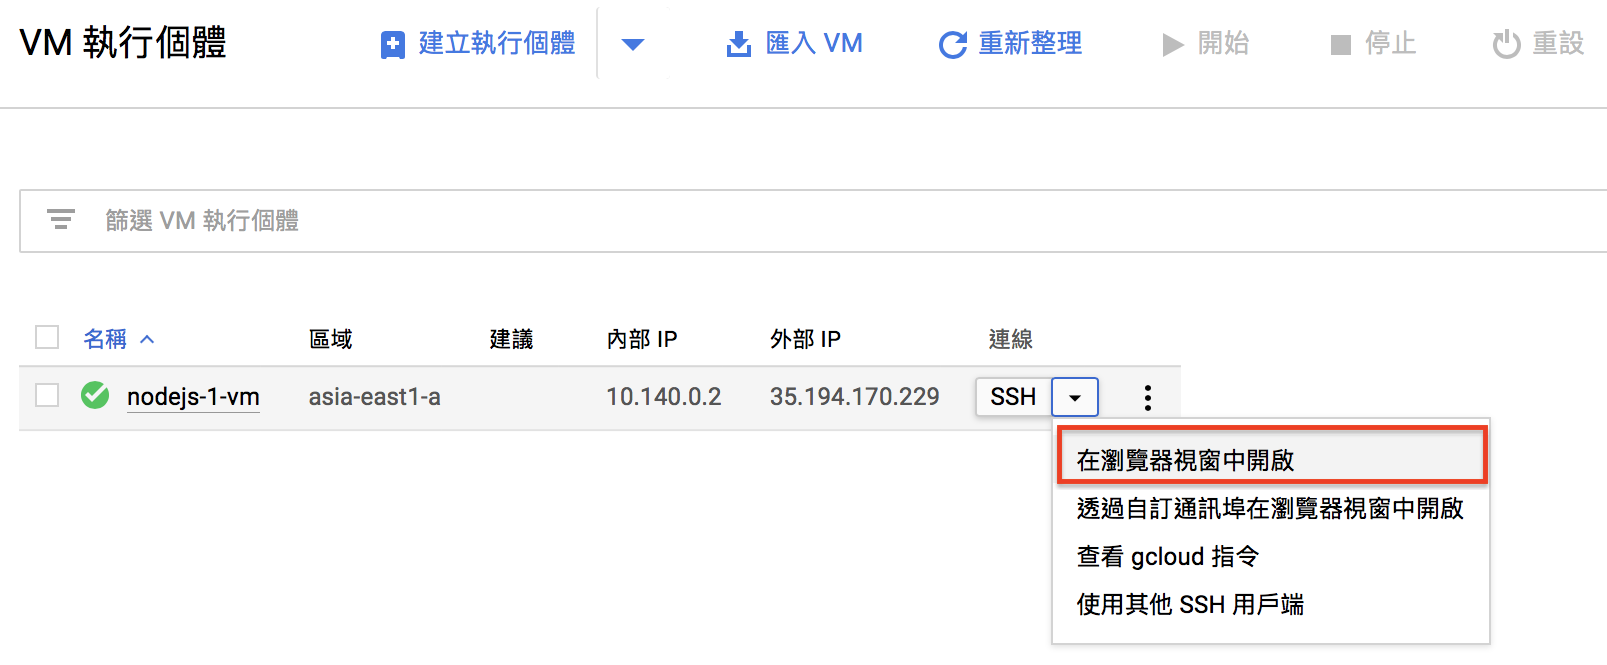 VM 執行個體 建立執行個體 匯入 VM 重新整理 開始 停止 重設
篩選 VM 執行個體
名稱 區域 建議 內部 IP 外部 IP 連線
nodejs-1-vm asia-east1-a 10.140.0.2 35.194.170.229 SSH
在瀏覽器視窗中開啟
透過自訂通訊埠在瀏覽器視窗中開啟
查看 gcloud 指令
使用其他 SSH 用戶端